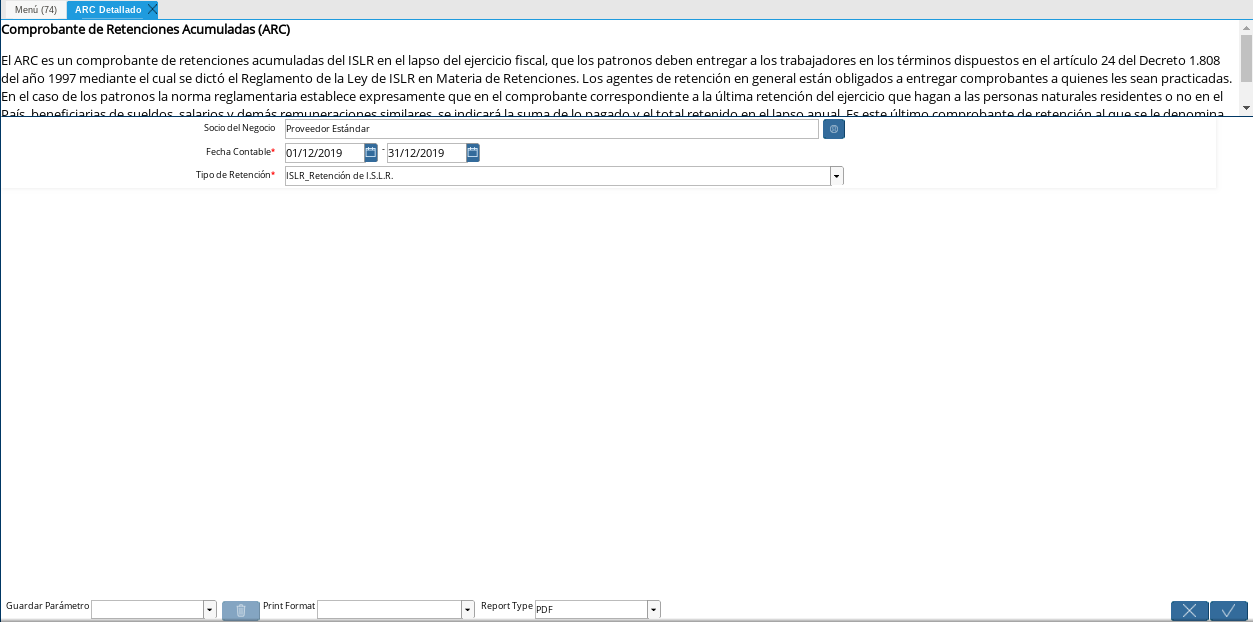 Menú (74) ARC Detallado
Comprobante de Retenciones Acumuladas (ARC)
El ARC es un comprobante de retenciones acumuladas del ISLR en el lapso del ejercicio fiscal, que los patronos deben entregar a los trabajadores en los términos dispuestos en el artículo 24 del Decreto 1.808
del año 1997 mediante el cual se dictó el Reglamento de la Ley de ISLR en Materia de Retenciones. Los agentes de retención en general están obligados a entregar comprobantes a quienes les sean practicadas.
En el caso de los patronos la norma reglamentaria establece expresamente que en el comprobante correspondiente a la última retención del ejercicio que hagan a las personas naturales residentes o no en el
País, beneficiarias de sueldos, salarios y demás remuneraciones similares, se indicará la suma de lo pagado y el total retenido en el lapso anual. Es este último comprobante de retención al que se le denomina
Socio del Negocio Proveedor Estándar
Fecha Contable* 01/12/2019 - 31/12/2019
Tipo de Retención* ISLR_Retención de I.S.L.R.
Guardar Parámetro Print Format Report Type PDF